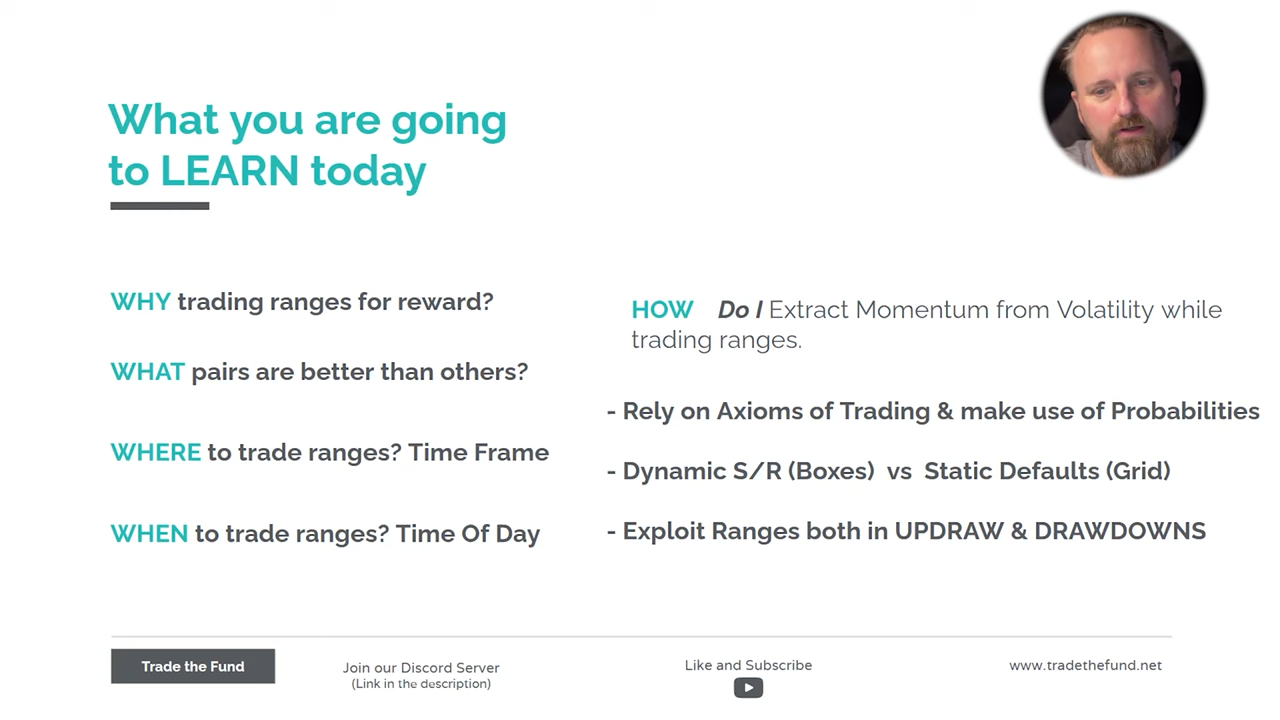 What you are going
to LEARN today
WHY trading ranges for reward?
WHAT pairs are better than others?
WHERE to trade ranges? Time Frame
WHEN to trade ranges? Time Of Day
HOW Do I Extract Momentum from Volatility while
trading ranges.
- Rely on Axioms of Trading & make use of Probabilities
- Dynamic S/R (Boxes) vs Static Defaults (Grid)
- Exploit Ranges both in UPDRAW & DRAWDOWNS
Trade the Fund
Join our Discord Server
(Link in the description)
Like and Subscribe
www.tradethefund.net